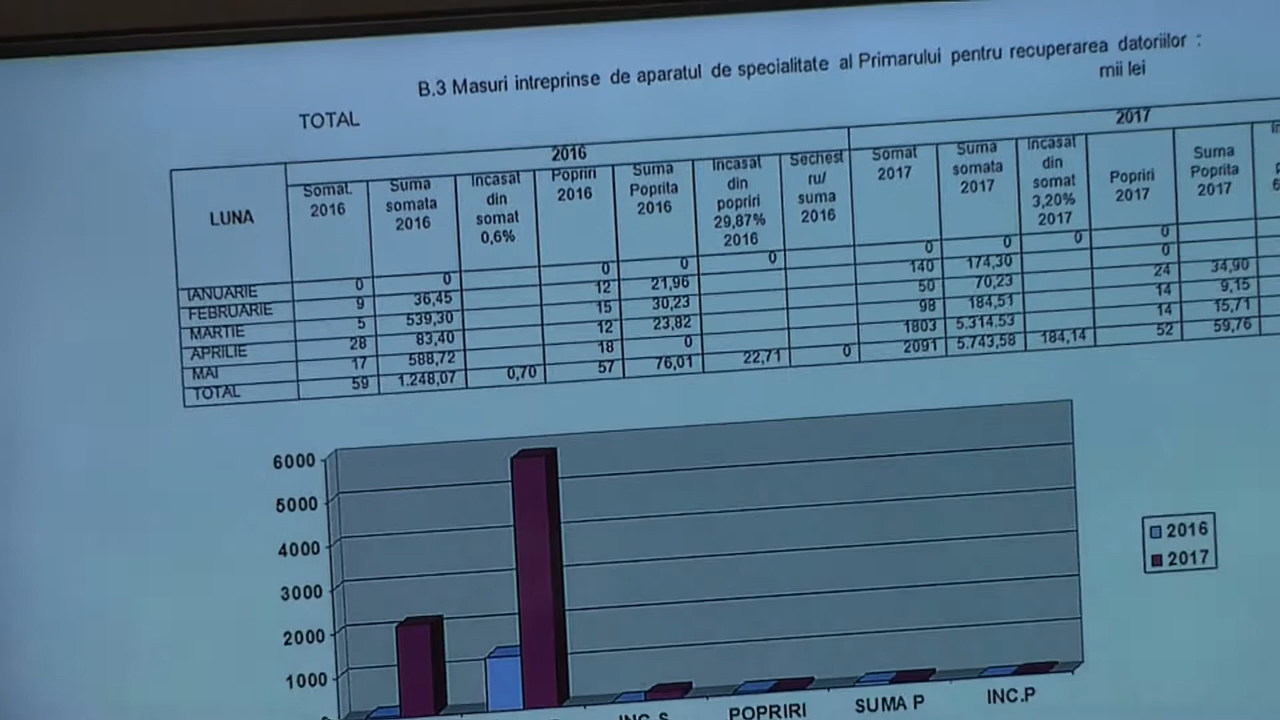 B.3 Masuri intreprinse de aparatul de specialitate al Primarului pentru recuperarea datoriilor :
mii lei
TOTAL
LUNA 2016 2017
Somat. 2016 Suma somata 2016 Incasat din somat 0,6% Popriri 2016 Suma Poprita 2016 Incasat din popriri 29,87% 2016 Sechest ru/ suma 2016 Somat 2017 Suma somata 2017 Incasat din somat 3,20% 2017 Popriri 2017 Suma Poprita 2017
IANUARIE 0 0 0 0 0 0 0 0 0
FEBRUARIE 9 36,45 12 21,96 140 174,30 0
MARTIE 5 539,30 15 30,23 50 70,23 24 34,90
APRILIE 28 83,40 12 23,82 98 184,51 14 9,15
MAI 17 588,72 18 0 1803 5.314,53 14 15,71
TOTAL 59 1.248,07 0,70 57 76,01 22,71 0 2091 5.743,58 184,14 52 59,76
6000
5000
4000
3000
2000
1000
2016
2017
POPRIRI SUMA P INC.P